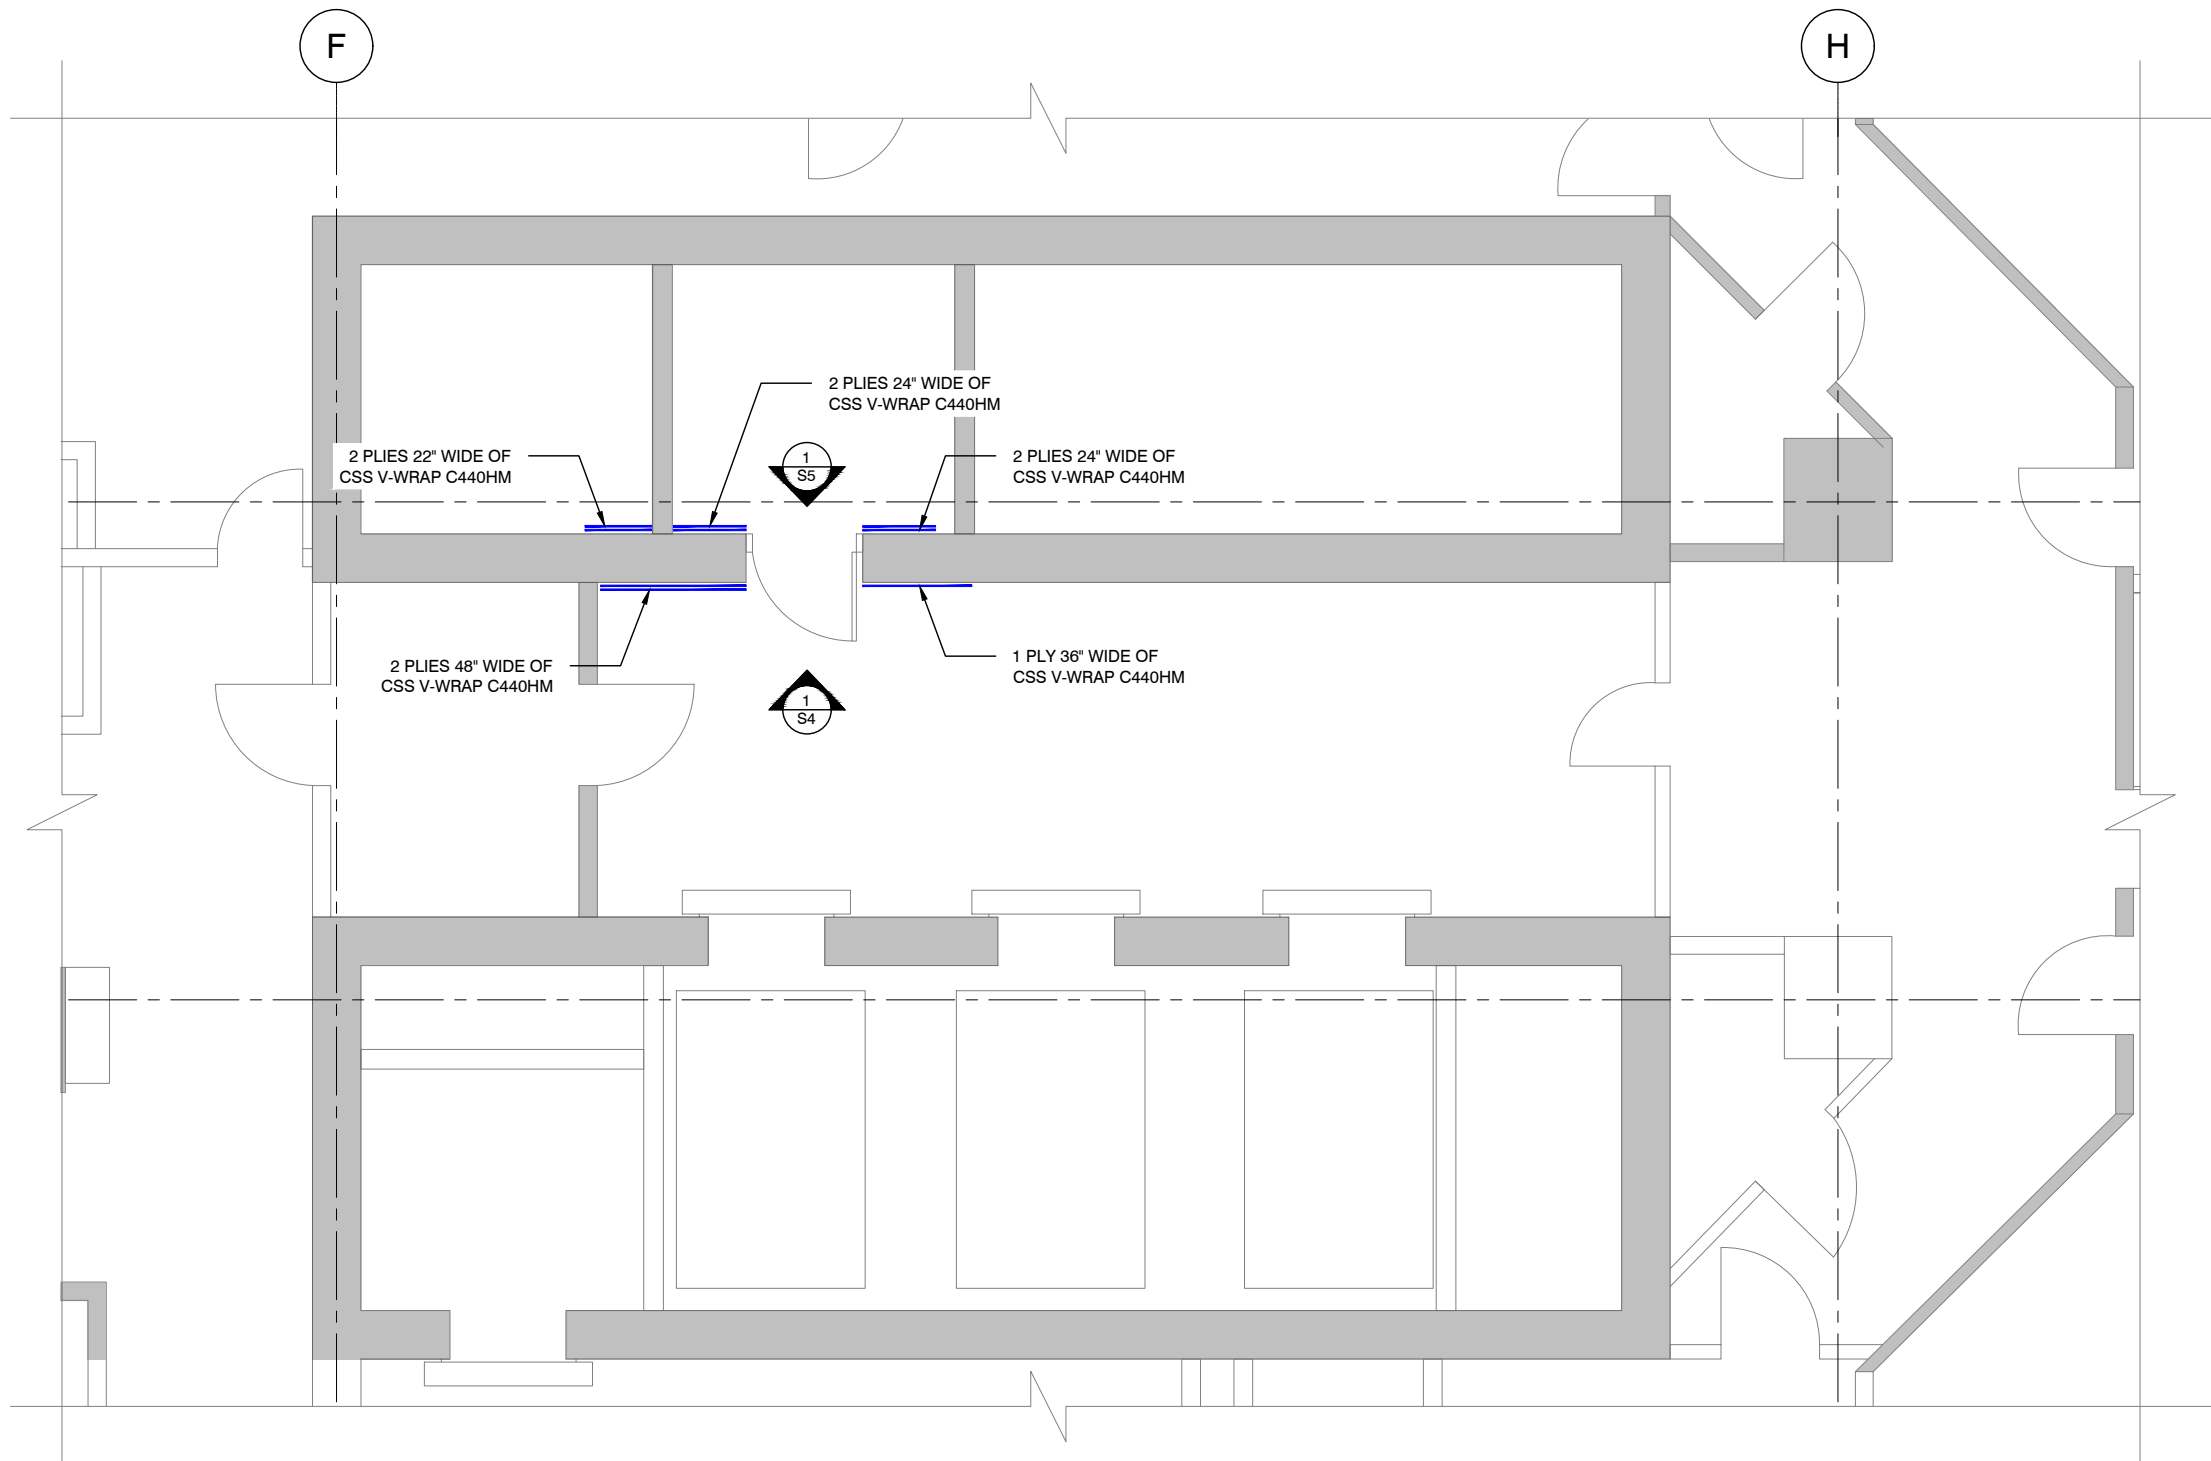 F
H
2 PLIES 24" WIDE OF
CSS V-WRAP C440HM
2 PLIES 22" WIDE OF
CSS V-WRAP C440HM
1
S5
2 PLIES 24" WIDE OF
CSS V-WRAP C440HM
2 PLIES 48" WIDE OF
CSS V-WRAP C440HM
1 PLY 36" WIDE OF
CSS V-WRAP C440HM
1
S4